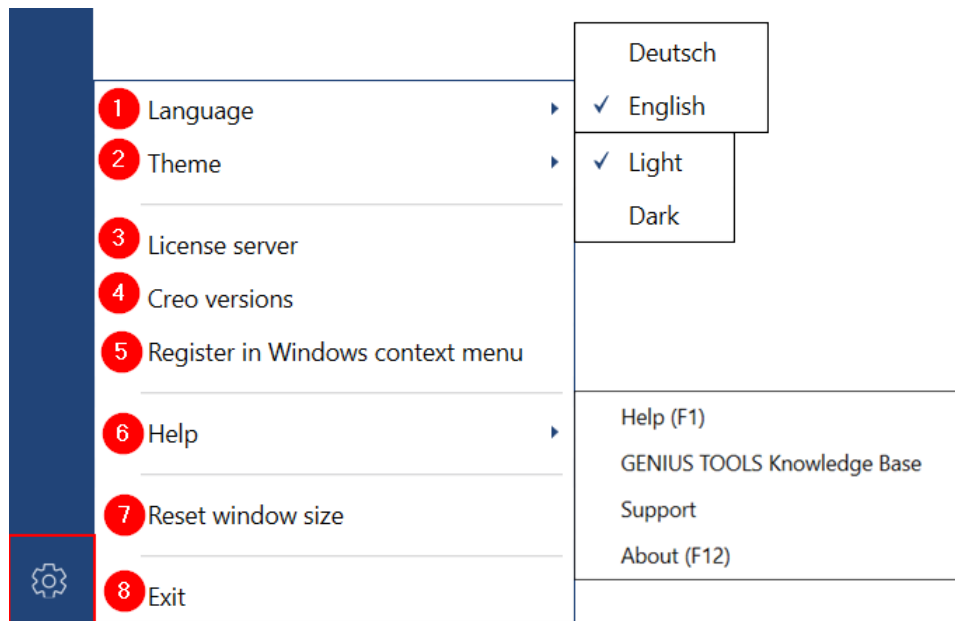 Deutsch
1 Language
✓ English
2 Theme
✓ Light
Dark
3 License server
4 Creo versions
5 Register in Windows context menu
6 Help
Help (F1)
GENIUS TOOLS Knowledge Base
7 Reset window size
Support
About (F12)
8 Exit